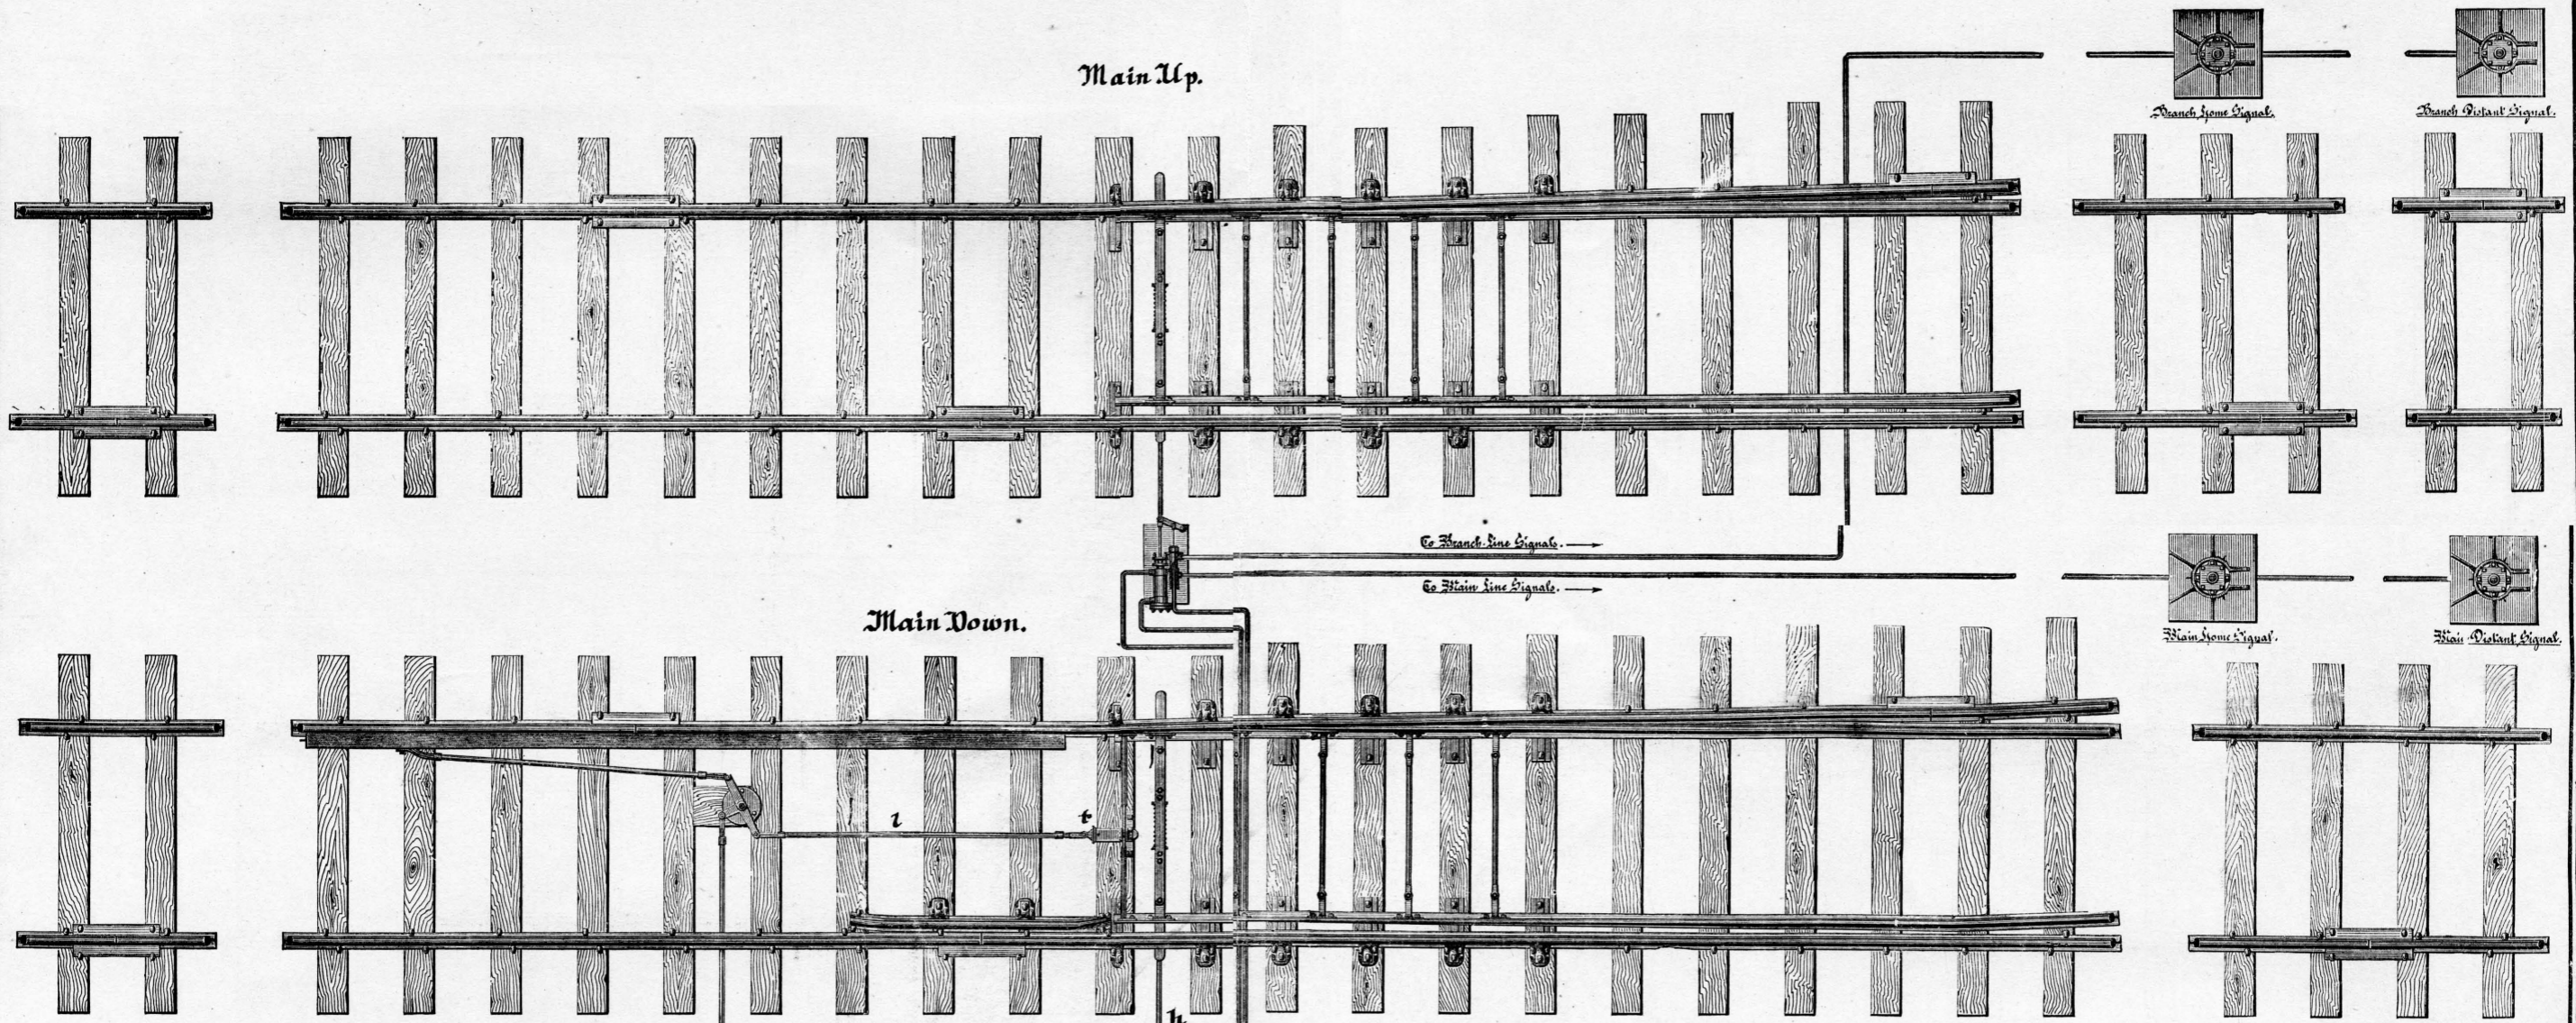 Main Up.
Branch Home Signal.
Branch Distant Signal.
To Branch Line Signals.
To Main Line Signals.
Main Down.
Main Home Signal.
Main Distant Signal.
l
t
h